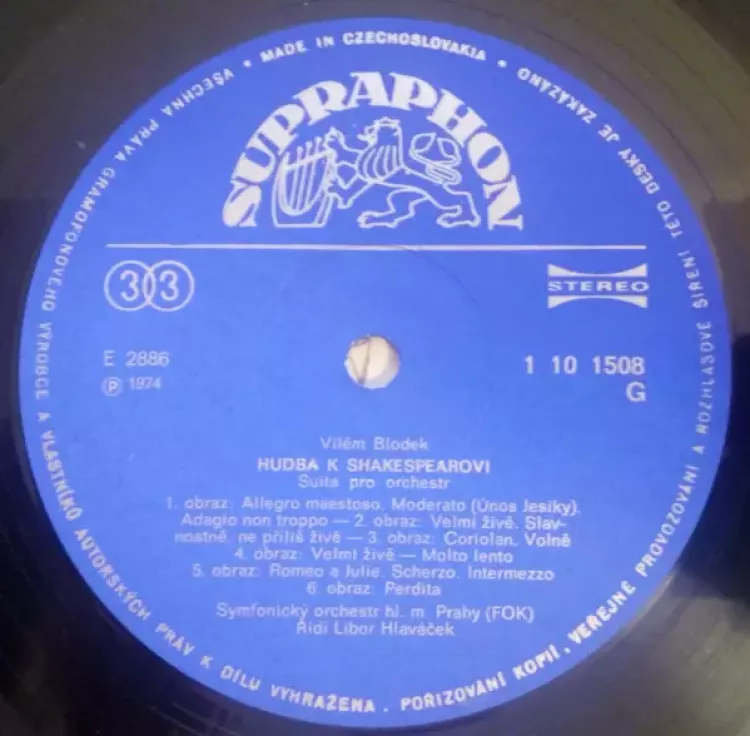 VŠECHNA PRÁVA GRAMOFONOVÉHO VÝROBCE A VLASTNÍKŮ AUTORSKÝCH PRÁV K DÍLU VYHRAŽENA. POŘIZOVÁNÍ KOPIÍ, VEŘEJNÉ PROVOZOVÁNÍ A ROZHLASOVÉ ŠÍŘENÍ TÉTO DESKY JE ZAKÁZÁNO
• MADE IN CZECHOSLOVAKIA •
SUPRAPHON
33
STEREO
E 2886
1 10 1508
Ⓟ 1974
G
Vilém Blodek
HUDBA K SHAKESPEAROVI
Suita pro orchestr
1. obraz: Allegro maestoso. Moderato (Únos Jesiky).
Adagio non troppo — 2. obraz: Velmi živě. Slav-
nostně, ne příliš živě — 3. obraz: Coriolan. Volně
4. obraz: Velmi živě — Molto lento
5. obraz: Romeo a Julie. Scherzo. Intermezzo
6. obraz: Perdita
Symfonický orchestr hl. m. Prahy (FOK)
Řídí Libor Hlaváček